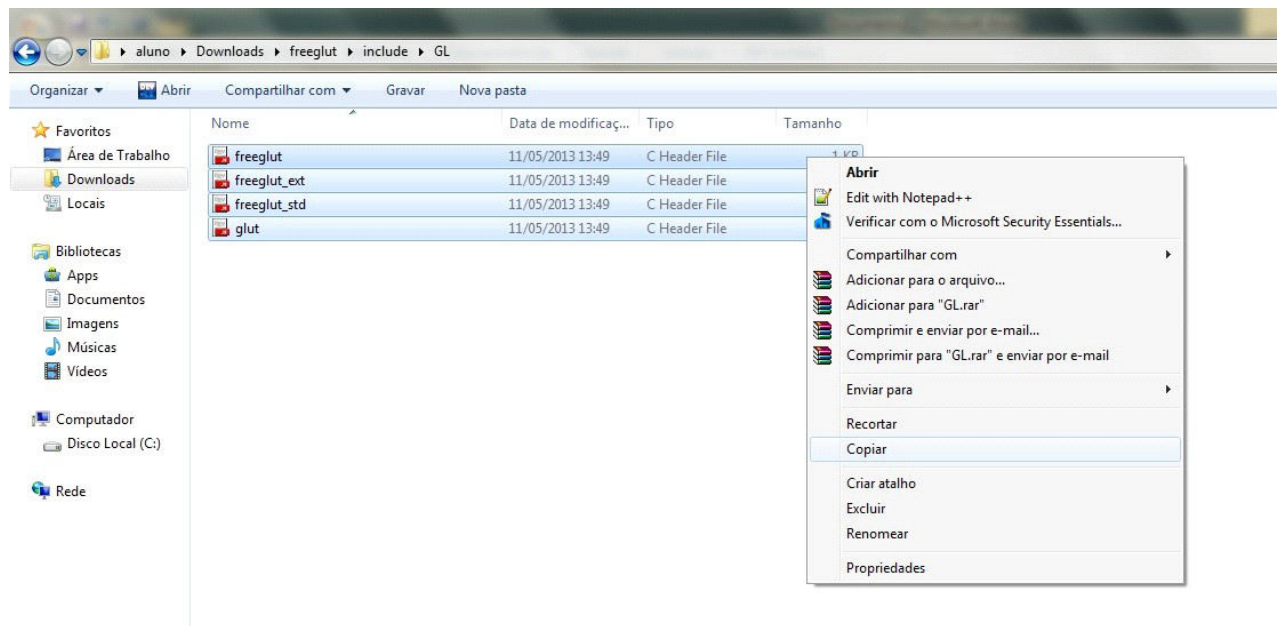 aluno Downloads freeglut include GL
Organizar Abrir Compartilhar com Gravar Nova pasta
Nome Data de modificaç... Tipo Tamanho
Favoritos
Área de Trabalho
Downloads
Locais
Bibliotecas
Apps
Documentos
Imagens
Músicas
Vídeos
Computador
Disco Local (C:)
Rede
freeglut 11/05/2013 13:49 C Header File 1 KB
freeglut_ext 11/05/2013 13:49 C Header File
freeglut_std 11/05/2013 13:49 C Header File
glut 11/05/2013 13:49 C Header File
Abrir
Edit with Notepad++
Verificar com o Microsoft Security Essentials...
Compartilhar com
Adicionar para o arquivo...
Adicionar para "GL.rar"
Comprimir e enviar por e-mail...
Comprimir para "GL.rar" e enviar por e-mail
Enviar para
Recortar
Copiar
Criar atalho
Excluir
Renomear
Propriedades